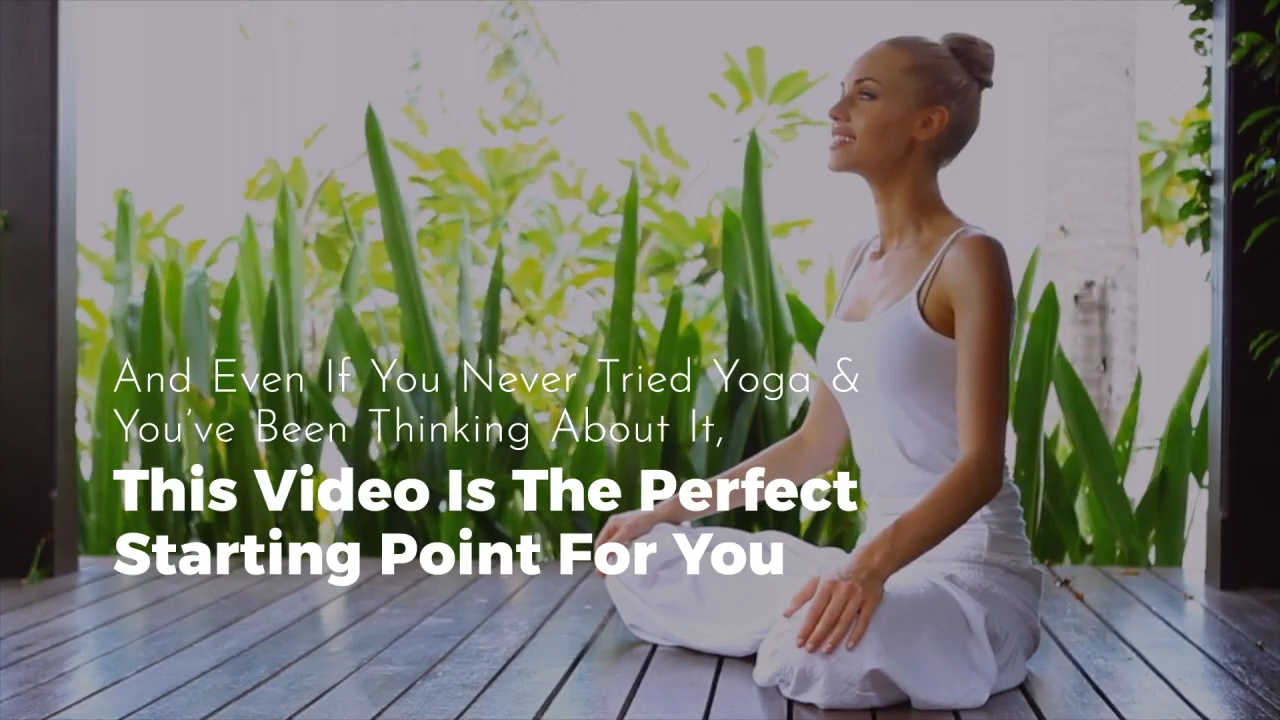 And Even If You Never Tried Yoga &
You've Been Thinking About It,
This Video Is The Perfect
Starting Point For You